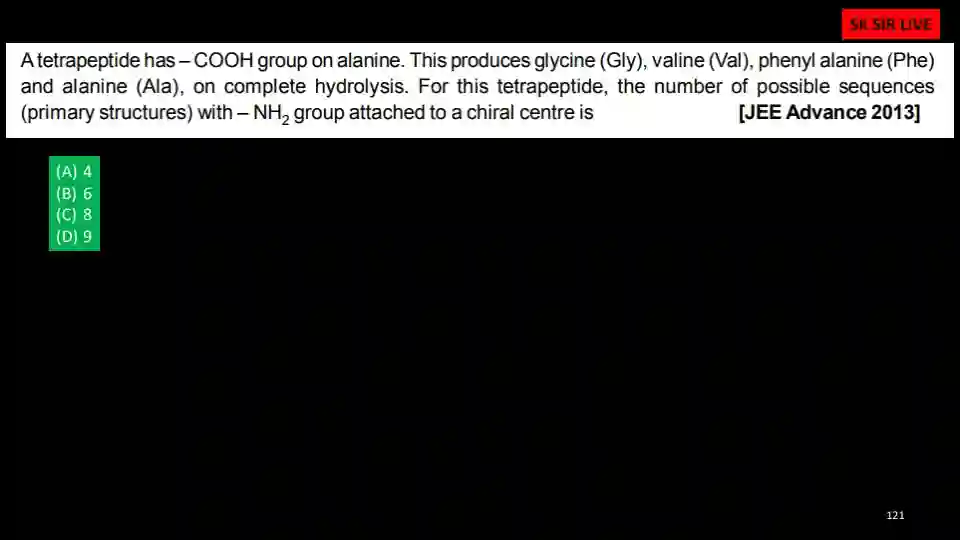 SK SIR LIVE
A tetrapeptide has – COOH group on alanine. This produces glycine (Gly), valine (Val), phenyl alanine (Phe)
and alanine (Ala), on complete hydrolysis. For this tetrapeptide, the number of possible sequences
(primary structures) with – NH2 group attached to a chiral centre is [JEE Advance 2013]
(A) 4
(B) 6
(C) 8
(D) 9
121